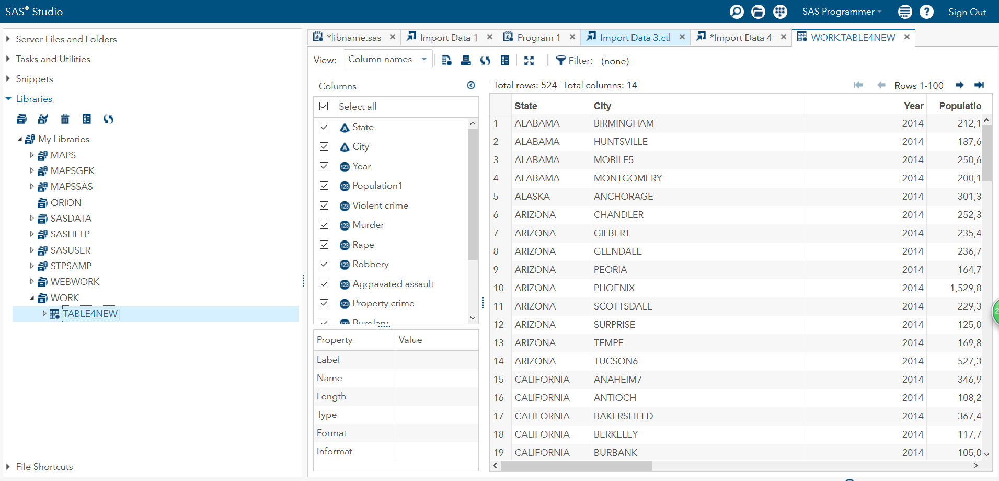 SAS® Studio
SAS Programmer
Sign Out
Server Files and Folders
Tasks and Utilities
Snippets
Libraries
My Libraries
MAPS
MAPSGFK
MAPSSAS
ORION
SASDATA
SASHELP
SASUSER
STPSAMP
WEBWORK
WORK
TABLE4NEW
File Shortcuts
*libname.sas
Import Data 1
Program 1
Import Data 3.ctl
*Import Data 4
WORK.TABLE4NEW
View: Column names
Filter: (none)
Columns
Select all
State
City
Year
Population1
Violent crime
Murder
Rape
Robbery
Aggravated assault
Property crime
Burglary
Property Value
Label
Name
Length
Type
Format
Informat
Total rows: 524 Total columns: 14
Rows 1-100
State City Year Populatio
1 ALABAMA BIRMINGHAM 2014 212,1
2 ALABAMA HUNTSVILLE 2014 187,6
3 ALABAMA MOBILE5 2014 250,6
4 ALABAMA MONTGOMERY 2014 200,1
5 ALASKA ANCHORAGE 2014 301,3
6 ARIZONA CHANDLER 2014 252,3
7 ARIZONA GILBERT 2014 235,4
8 ARIZONA GLENDALE 2014 236,7
9 ARIZONA PEORIA 2014 164,7
10 ARIZONA PHOENIX 2014 1,529,8
11 ARIZONA SCOTTSDALE 2014 229,3
12 ARIZONA SURPRISE 2014 125,0
13 ARIZONA TEMPE 2014 169,8
14 ARIZONA TUCSON6 2014 527,3
15 CALIFORNIA ANAHEIM7 2014 346,9
16 CALIFORNIA ANTIOCH 2014 108,2
17 CALIFORNIA BAKERSFIELD 2014 367,4
18 CALIFORNIA BERKELEY 2014 117,7
19 CALIFORNIA BURBANK 2014 105,0